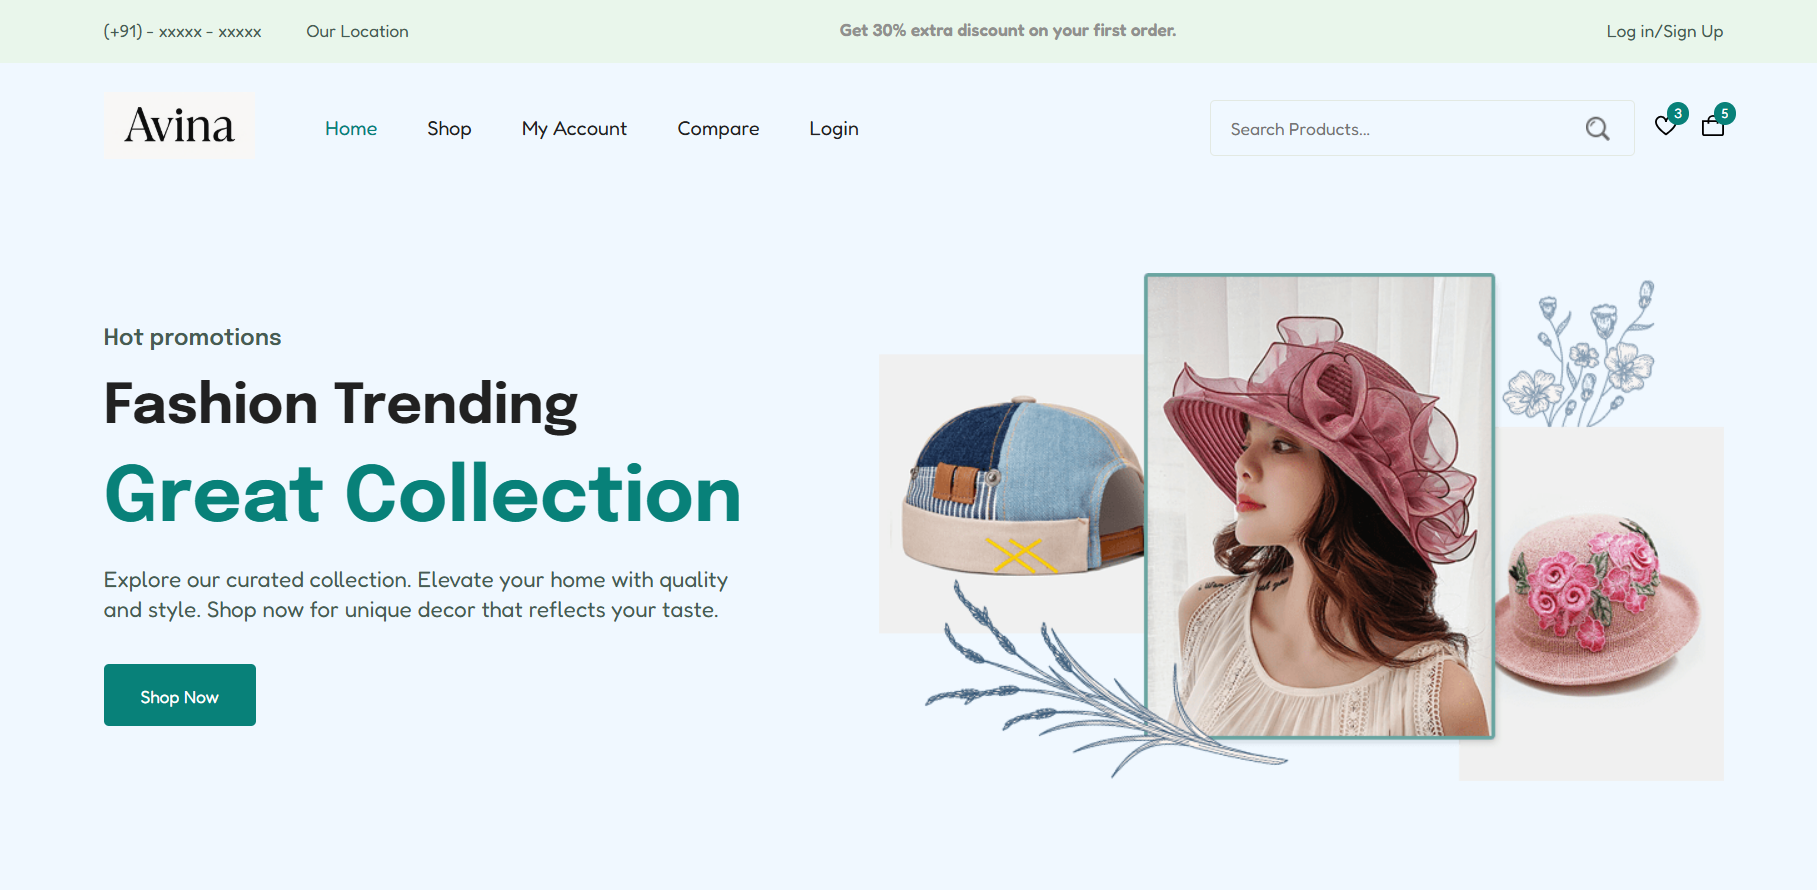 (+91) - xxxxx - xxxxx
Our Location
Get 30% extra discount on your first order.
Log in/Sign Up
Avina
Home
Shop
My Account
Compare
Login
Search Products...
3
5
Hot promotions
Fashion Trending
Great Collection
Explore our curated collection. Elevate your home with quality
and style. Shop now for unique decor that reflects your taste.
Shop Now